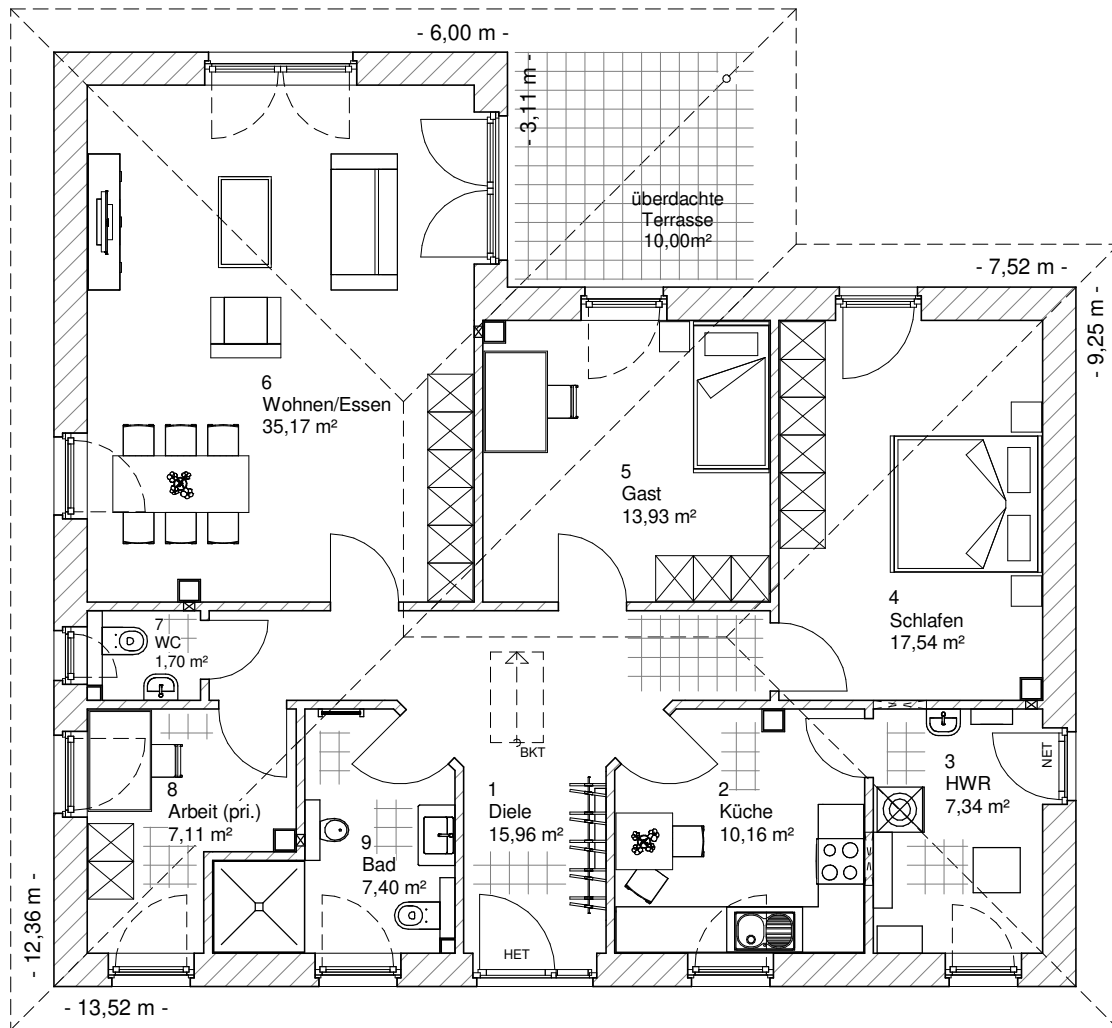 - 6,00 m -
- 3,11 m -
überdachte
Terrasse
10,00m²
- 7,52 m -
- 9,25 m -
6
Wohnen/Essen
35,17 m²
5
Gast
13,93 m²
4
Schlafen
17,54 m²
7
WC
1,70 m²
BKT
8
Arbeit (pri.)
7,11 m²
9
Bad
7,40 m²
1
Diele
15,96 m²
2
Küche
10,16 m²
3
HWR
7,34 m²
NET
HET
- 12,36 m -
- 13,52 m -